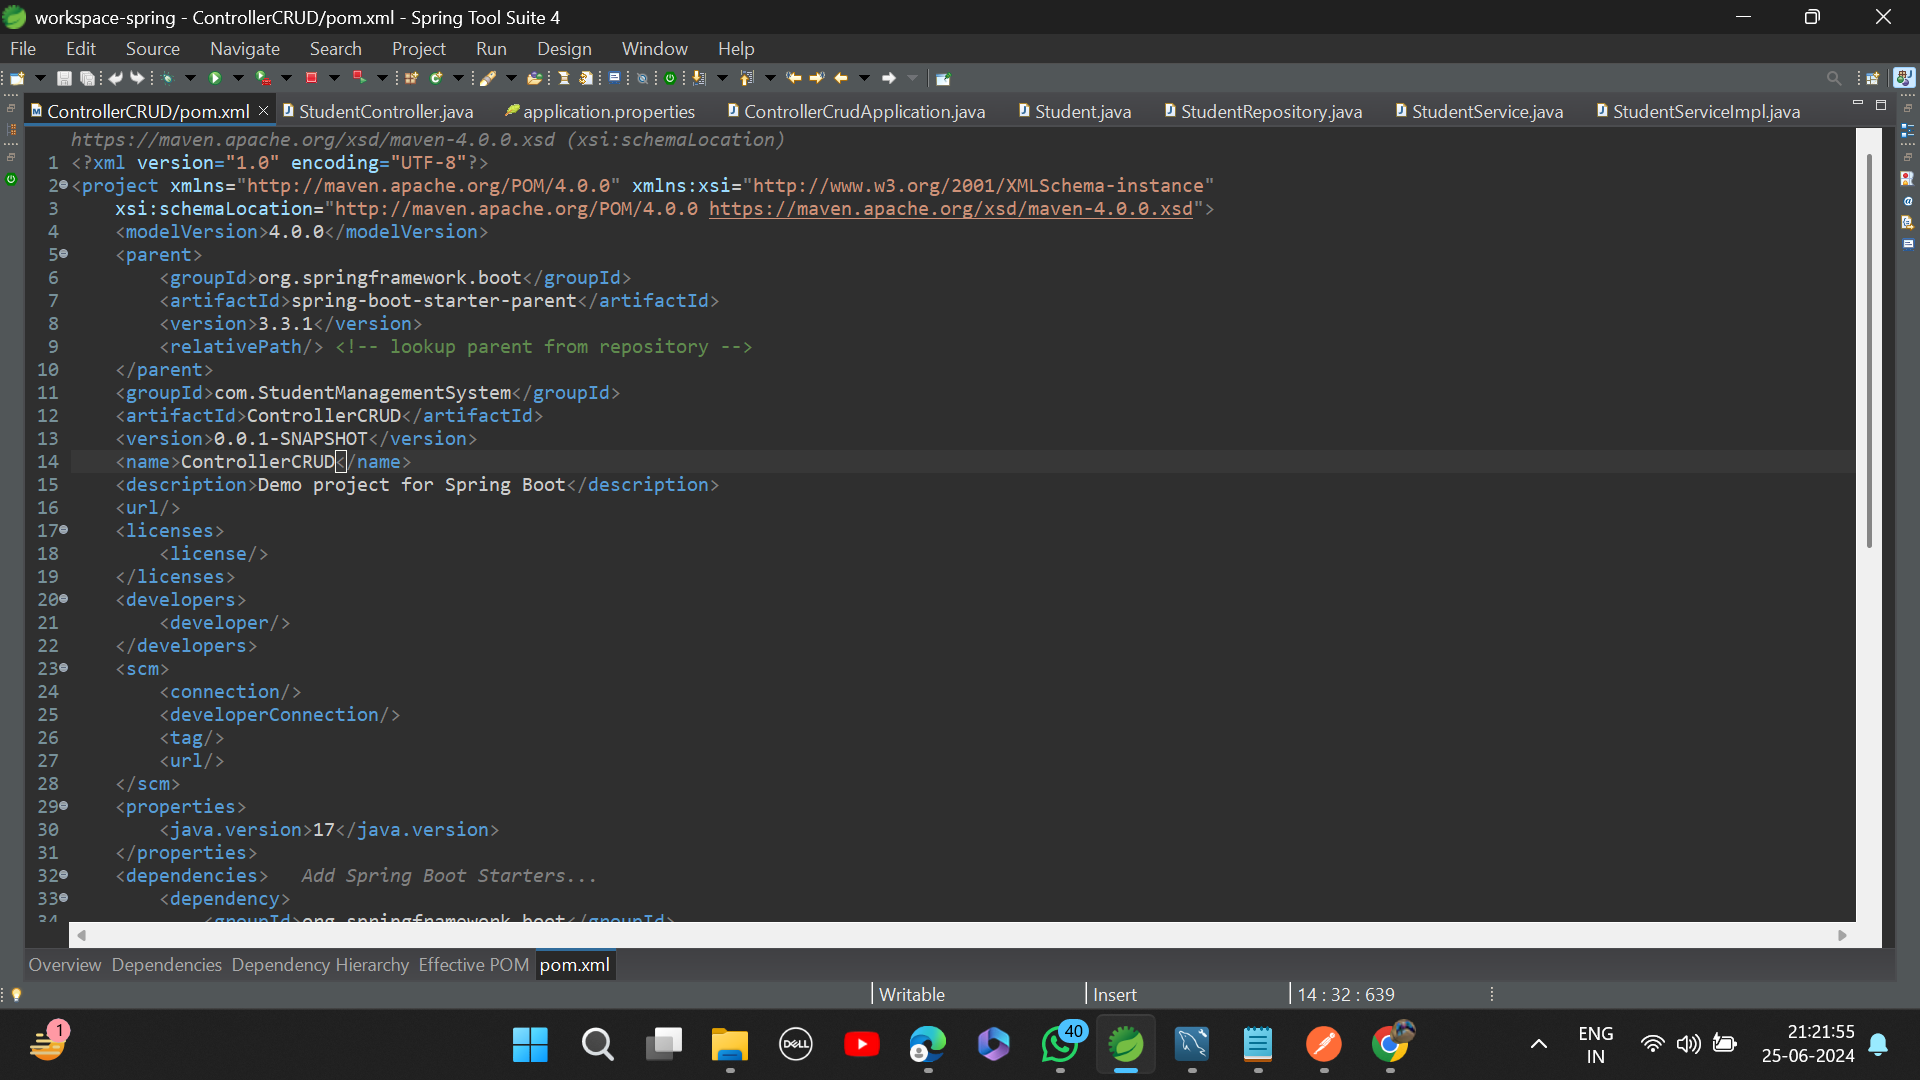 workspace-spring - ControllerCRUD/pom.xml - Spring Tool Suite 4
File Edit Source Navigate Search Project Run Design Window Help
ControllerCRUD/pom.xml StudentController.java application.properties ControllerCrudApplication.java Student.java StudentRepository.java StudentService.java StudentServiceImpl.java
https://maven.apache.org/xsd/maven-4.0.0.xsd (xsi:schemaLocation)
1 <?xml version="1.0" encoding="UTF-8"?>
2 <project xmlns="http://maven.apache.org/POM/4.0.0" xmlns:xsi="http://www.w3.org/2001/XMLSchema-instance"
3 xsi:schemaLocation="http://maven.apache.org/POM/4.0.0 https://maven.apache.org/xsd/maven-4.0.0.xsd">
4 <modelVersion>4.0.0</modelVersion>
5 <parent>
6 <groupId>org.springframework.boot</groupId>
7 <artifactId>spring-boot-starter-parent</artifactId>
8 <version>3.3.1</version>
9 <relativePath/> <!-- lookup parent from repository -->
10 </parent>
11 <groupId>com.StudentManagementSystem</groupId>
12 <artifactId>ControllerCRUD</artifactId>
13 <version>0.0.1-SNAPSHOT</version>
14 <name>ControllerCRUD</name>
15 <description>Demo project for Spring Boot</description>
16 <url/>
17 <licenses>
18 <license/>
19 </licenses>
20 <developers>
21 <developer/>
22 </developers>
23 <scm>
24 <connection/>
25 <developerConnection/>
26 <tag/>
27 <url/>
28 </scm>
29 <properties>
30 <java.version>17</java.version>
31 </properties>
32 <dependencies> Add Spring Boot Starters...
33 <dependency>
34 <groupId>org.springframework.boot</groupId>
Overview Dependencies Dependency Hierarchy Effective POM pom.xml
Writable Insert 14 : 32 : 639
1 DELL 40 ENG 21:21:55
IN 25-06-2024